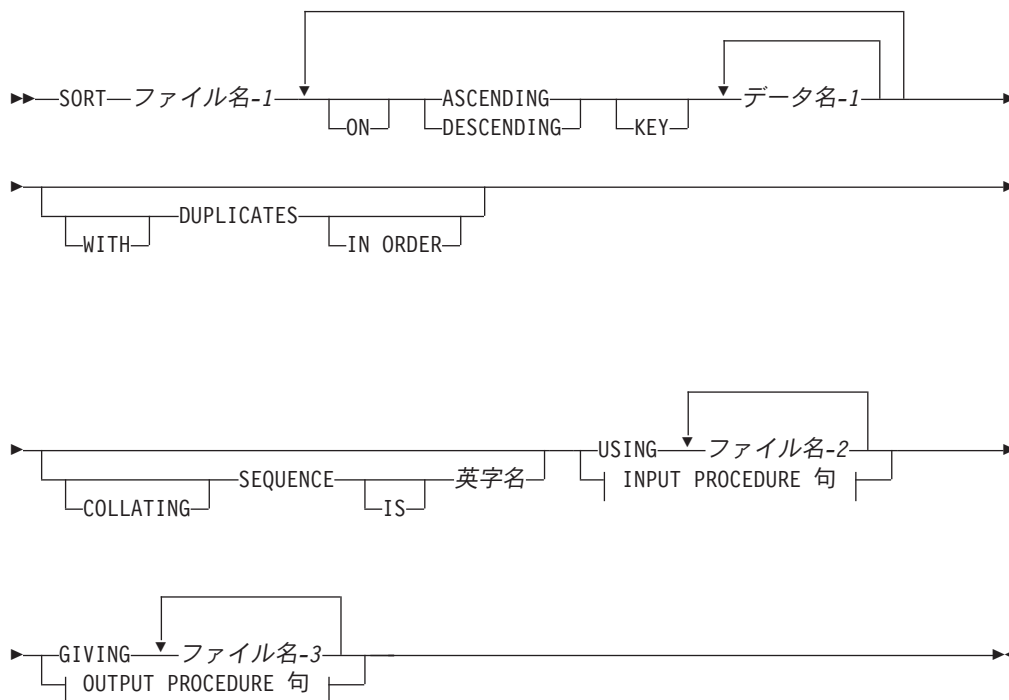 SORT ファイル名-1 ASCENDING データ名-1
ON DESCENDING KEY
DUPLICATES
WITH IN ORDER
USING ファイル名-2
SEQUENCE 英字名 INPUT PROCEDURE 句
COLLATING IS
GIVING ファイル名-3
OUTPUT PROCEDURE 句